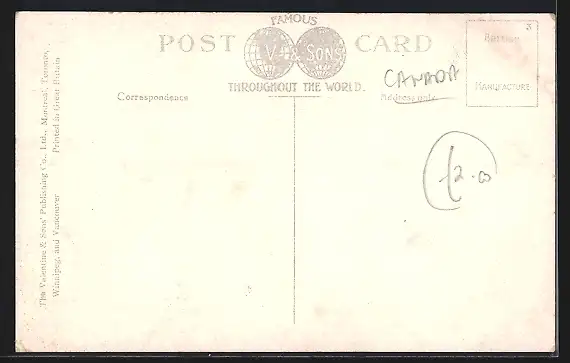 FAMOUS
POST V. & SONS CARD
THROUGHOUT THE WORLD.
CANADA
Correspondence
Address only
3
British
MANUFACTURE
£2.00
The Valentine & Sons' Publishing Co., Ltd., Montreal, Toronto,
Winnipeg, and Vancouver Printed in Great Britain